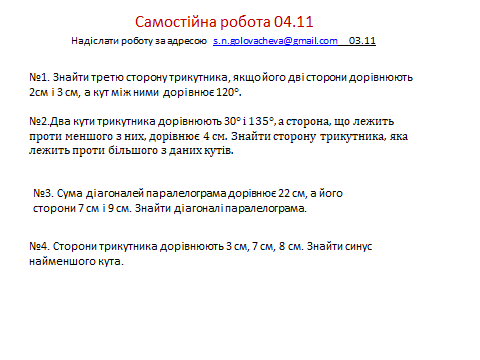 Самостійна робота 04.11
Надіслати роботу за адресою s.n.golovacheva@gmail.com 03.11
№1. Знайти третю сторону трикутника, якщо його дві сторони дорівнюють
2см і 3 см, а кут між ними дорівнює 120°.
№2.Два кути трикутника дорівнюють 30° і 135°, а сторона, що лежить
проти меншого з них, дорівнює 4 см. Знайти сторону трикутника, яка
лежить проти більшого з даних кутів.
№3. Сума діагоналей паралелограма дорівнює 22 см, а його
сторони 7 см і 9 см. Знайти діагоналі паралелограма.
№4. Сторони трикутника дорівнюють 3 см, 7 см, 8 см. Знайти синус
найменшого кута.